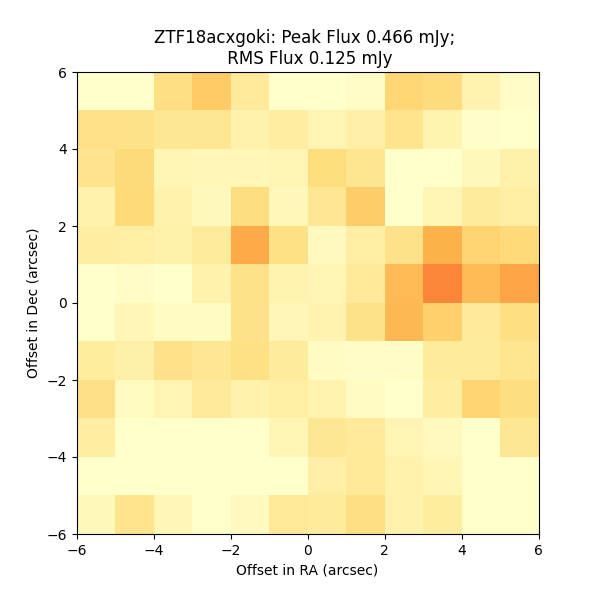 ZTF18acxgoki: Peak Flux 0.466 mJy;
RMS Flux 0.125 mJy
6
4
2
0
−2
−4
−6
Offset in Dec (arcsec)
−6 −4 −2 0 2 4 6
Offset in RA (arcsec)